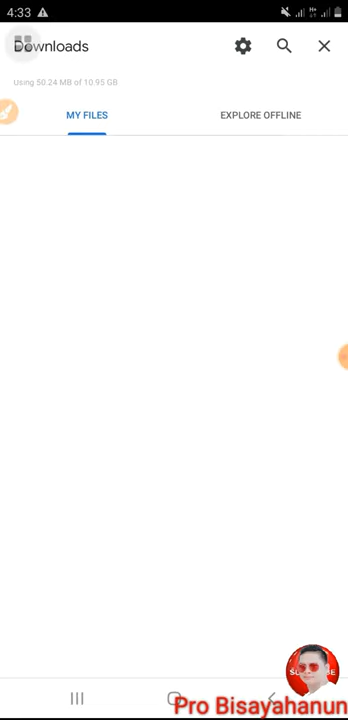 4:33
Downloads
Using 50.24 MB of 10.95 GB
MY FILES
EXPLORE OFFLINE
Pro Bisayahanun